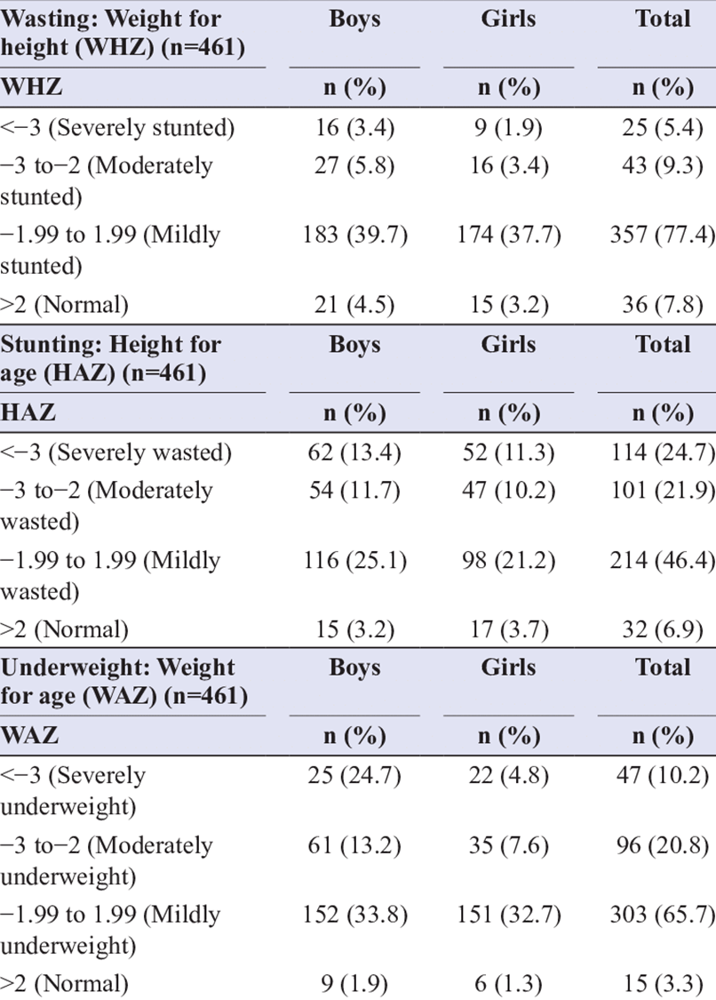 Wasting: Weight for height (WHZ) (n=461) Boys Girls Total
WHZ n (%) n (%) n (%)
<−3 (Severely stunted) 16 (3.4) 9 (1.9) 25 (5.4)
−3 to−2 (Moderately stunted) 27 (5.8) 16 (3.4) 43 (9.3)
−1.99 to 1.99 (Mildly stunted) 183 (39.7) 174 (37.7) 357 (77.4)
>2 (Normal) 21 (4.5) 15 (3.2) 36 (7.8)
Stunting: Height for age (HAZ) (n=461) Boys Girls Total
HAZ n (%) n (%) n (%)
<−3 (Severely wasted) 62 (13.4) 52 (11.3) 114 (24.7)
−3 to−2 (Moderately wasted) 54 (11.7) 47 (10.2) 101 (21.9)
−1.99 to 1.99 (Mildly wasted) 116 (25.1) 98 (21.2) 214 (46.4)
>2 (Normal) 15 (3.2) 17 (3.7) 32 (6.9)
Underweight: Weight for age (WAZ) (n=461) Boys Girls Total
WAZ n (%) n (%) n (%)
<−3 (Severely underweight) 25 (24.7) 22 (4.8) 47 (10.2)
−3 to−2 (Moderately underweight) 61 (13.2) 35 (7.6) 96 (20.8)
−1.99 to 1.99 (Mildly underweight) 152 (33.8) 151 (32.7) 303 (65.7)
>2 (Normal) 9 (1.9) 6 (1.3) 15 (3.3)